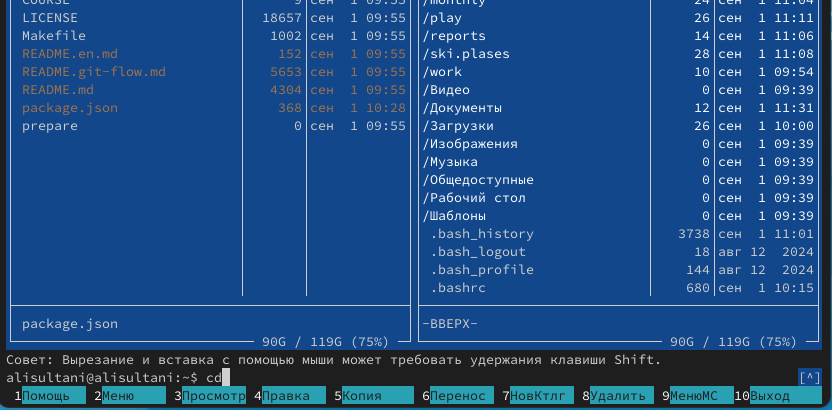 COURSE 9 сен 1 09:55
LICENSE 18657 сен 1 09:55
Makefile 1002 сен 1 09:55
README.en.md 152 сен 1 09:55
README.git-flow.md 5653 сен 1 09:55
README.md 4304 сен 1 09:55
package.json 368 сен 1 10:28
prepare 0 сен 1 09:55
package.json
90G / 119G (75%)
/monthly 24 сен 1 11:04
/play 26 сен 1 11:11
/reports 14 сен 1 11:06
/ski.plases 28 сен 1 11:08
/work 10 сен 1 09:54
/Видео 0 сен 1 09:39
/Документы 12 сен 1 11:31
/Загрузки 26 сен 1 10:00
/Изображения 0 сен 1 09:39
/Музыка 0 сен 1 09:39
/Общедоступные 0 сен 1 09:39
/Рабочий стол 0 сен 1 09:39
/Шаблоны 0 сен 1 09:39
.bash_history 3738 сен 1 11:01
.bash_logout 18 авг 12 2024
.bash_profile 144 авг 12 2024
.bashrc 680 сен 1 10:15
-ВВЕРХ-
90G / 119G (75%)
Совет: Вырезание и вставка с помощью мыши может требовать удержания клавиши Shift.
alisultani@alisultani:~$ cd [^]
1Помощь 2Меню 3Просмотр 4Правка 5Копия 6Перенос 7НовКтлг 8Удалить 9МенюМС 10Выход